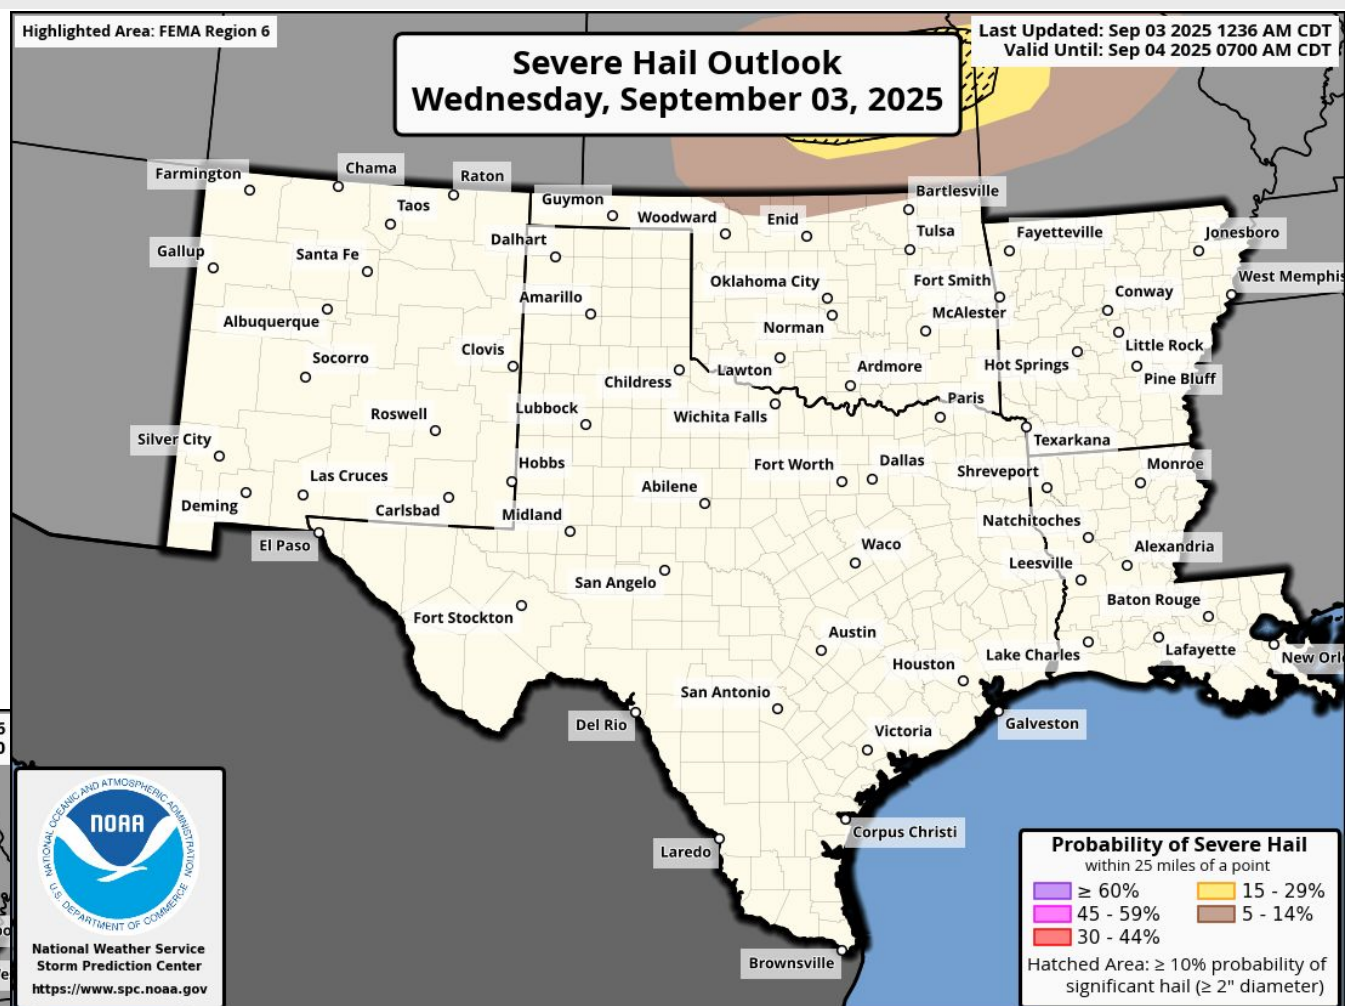 Highlighted Area: FEMA Region 6
Last Updated: Sep 03 2025 1236 AM CDT
Valid Until: Sep 04 2025 0700 AM CDT
Severe Hail Outlook
Wednesday, September 03, 2025
Farmington
Chama
Raton
Taos
Guymon
Woodward
Enid
Bartlesville
Gallup
Santa Fe
Dalhart
Tulsa
Fayetteville
Jonesboro
Albuquerque
Amarillo
Oklahoma City
Fort Smith
Conway
West Memphis
Norman
McAlester
Socorro
Clovis
Childress
Lawton
Ardmore
Hot Springs
Little Rock
Pine Bluff
Roswell
Lubbock
Wichita Falls
Paris
Silver City
Texarkana
Las Cruces
Hobbs
Abilene
Fort Worth
Dallas
Shreveport
Monroe
Deming
Carlsbad
Midland
Natchitoches
El Paso
San Angelo
Waco
Leesville
Alexandria
Fort Stockton
Baton Rouge
Austin
Houston
Lake Charles
Lafayette
New Orl
San Antonio
Del Rio
Victoria
Galveston
Laredo
Corpus Christi
Brownsville
NATIONAL OCEANIC AND ATMOSPHERIC ADMINISTRATION
NOAA
U.S. DEPARTMENT OF COMMERCE
National Weather Service
Storm Prediction Center
https://www.spc.noaa.gov
Probability of Severe Hail
within 25 miles of a point
≥ 60%
15 - 29%
45 - 59%
5 - 14%
30 - 44%
Hatched Area: ≥ 10% probability of
significant hail (≥ 2" diameter)